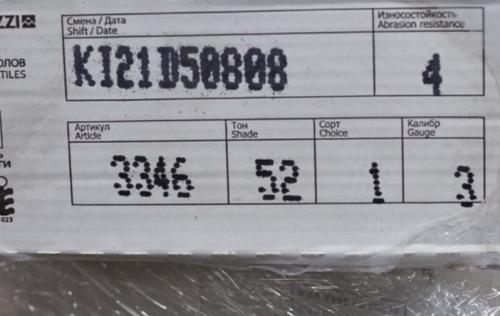 ZZI
Смена / Дата
Shift / Date
KI21D50808
Износостойкость
Abrasion resistance
4
TILES
Артикул
Article
3346
Тон
Shade
52
Сорт
Choice
1
Калибр
Gauge
3
023